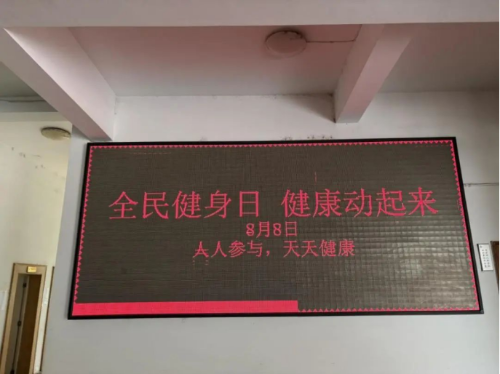 全民健身日 健康动起来
8月8日
人人参与，天天健康